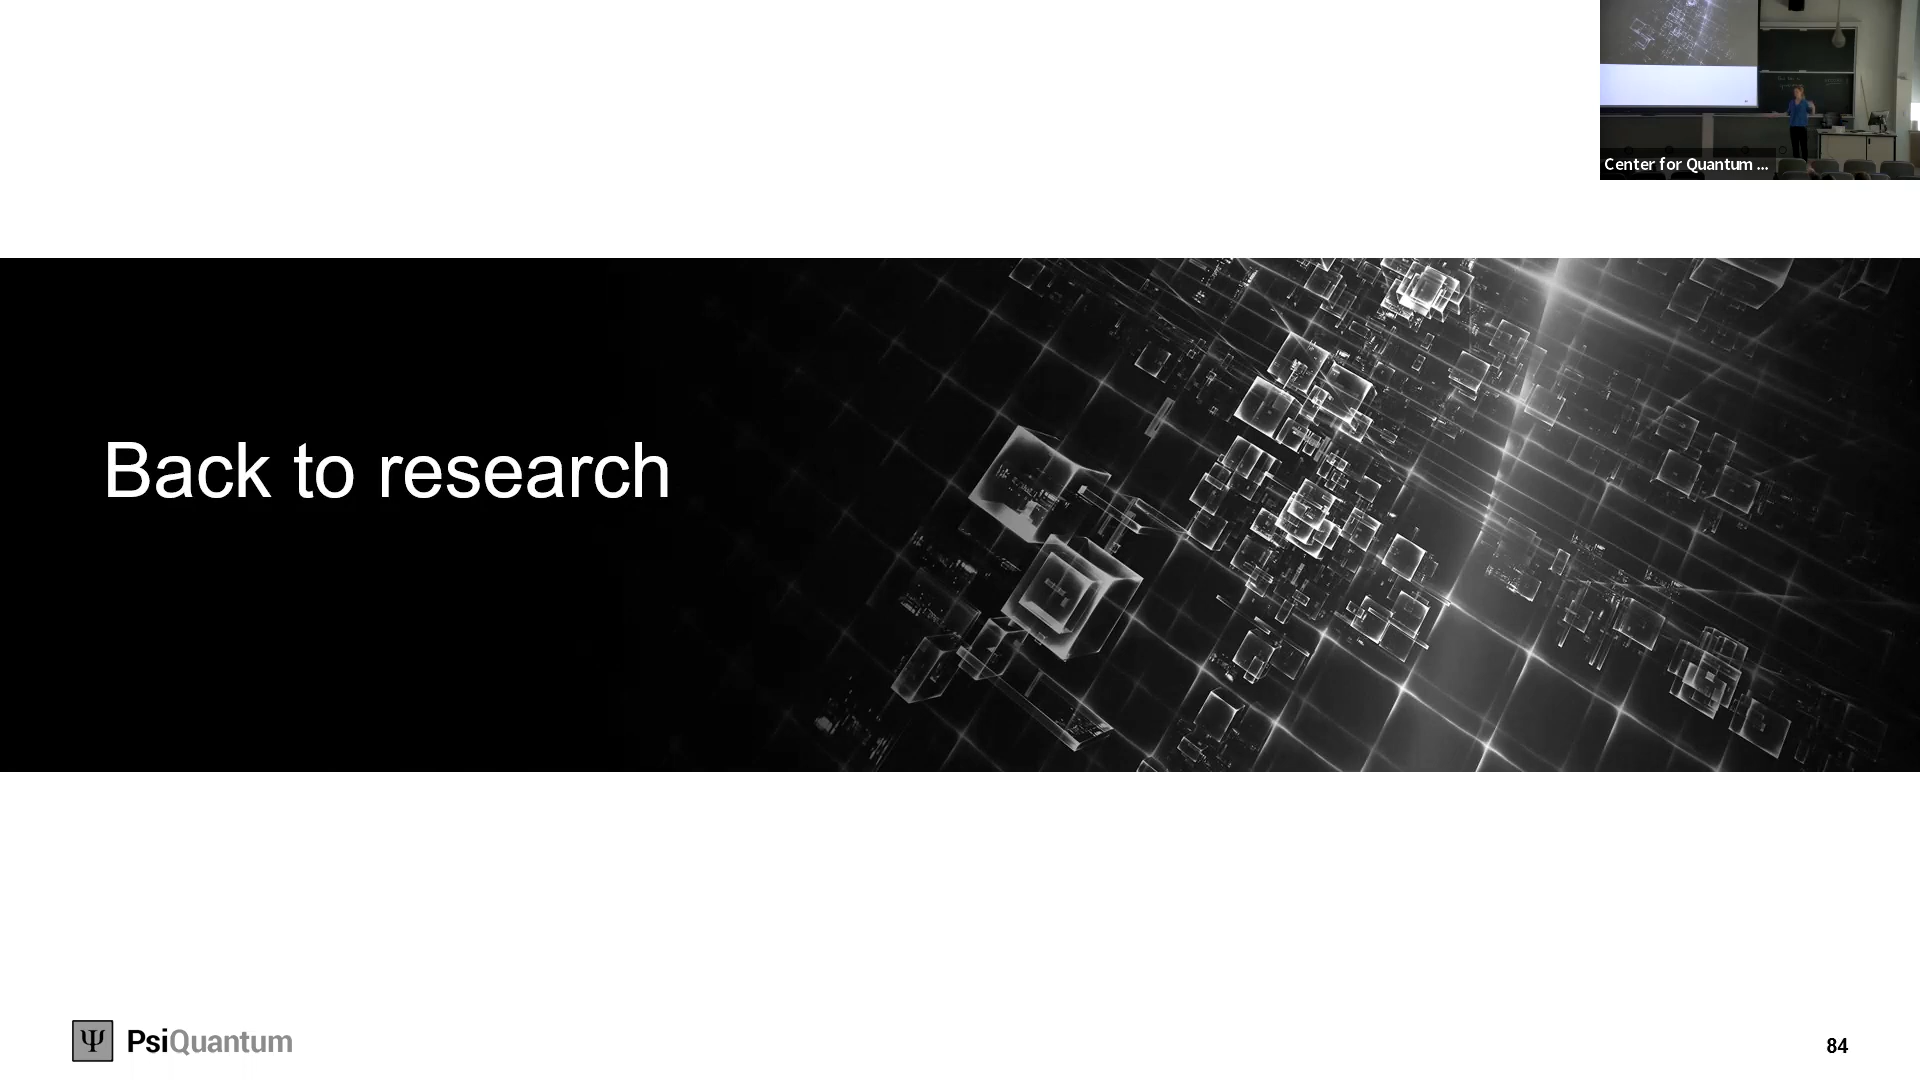 Center for Quantum ...
Back to research
Ψ PsiQuantum
84